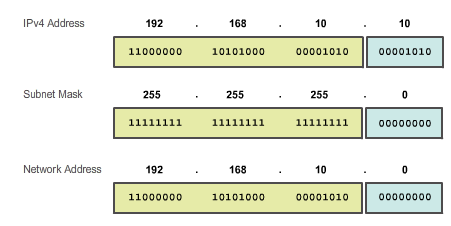 IPv4 Address 192 . 168 . 10 . 10
11000000 10101000 00001010 00001010
Subnet Mask 255 . 255 . 255 . 0
11111111 11111111 11111111 00000000
Network Address 192 . 168 . 10 . 0
11000000 10101000 00001010 00000000